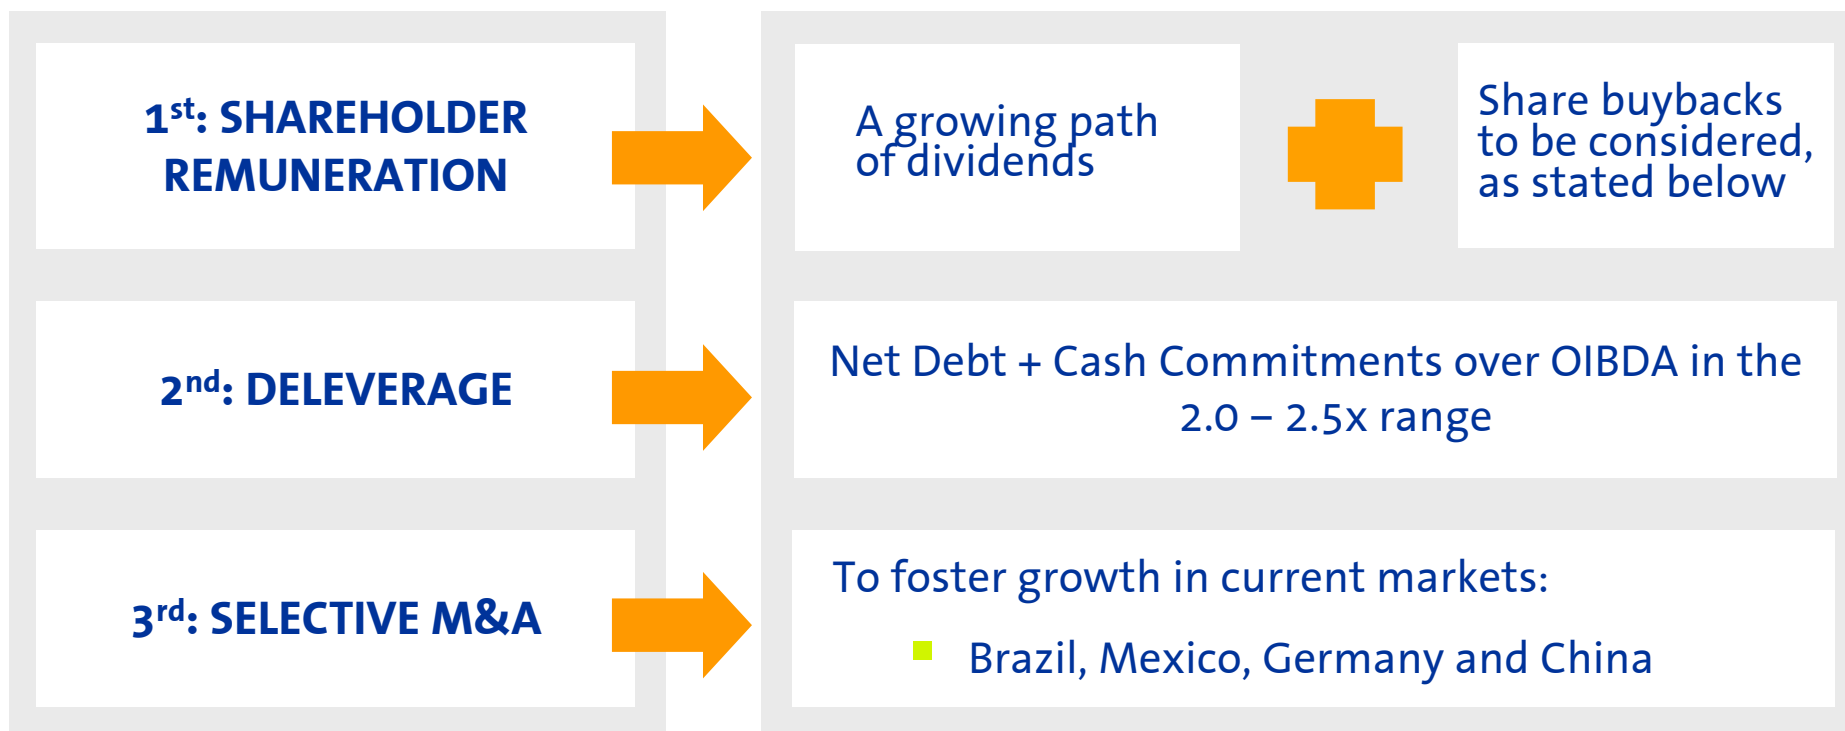 1st: SHAREHOLDER
REMUNERATION
A growing path
of dividends
Share buybacks
to be considered,
as stated below
2nd: DELEVERAGE
Net Debt + Cash Commitments over OIBDA in the
2.0 – 2.5x range
3rd: SELECTIVE M&A
To foster growth in current markets:
Brazil, Mexico, Germany and China